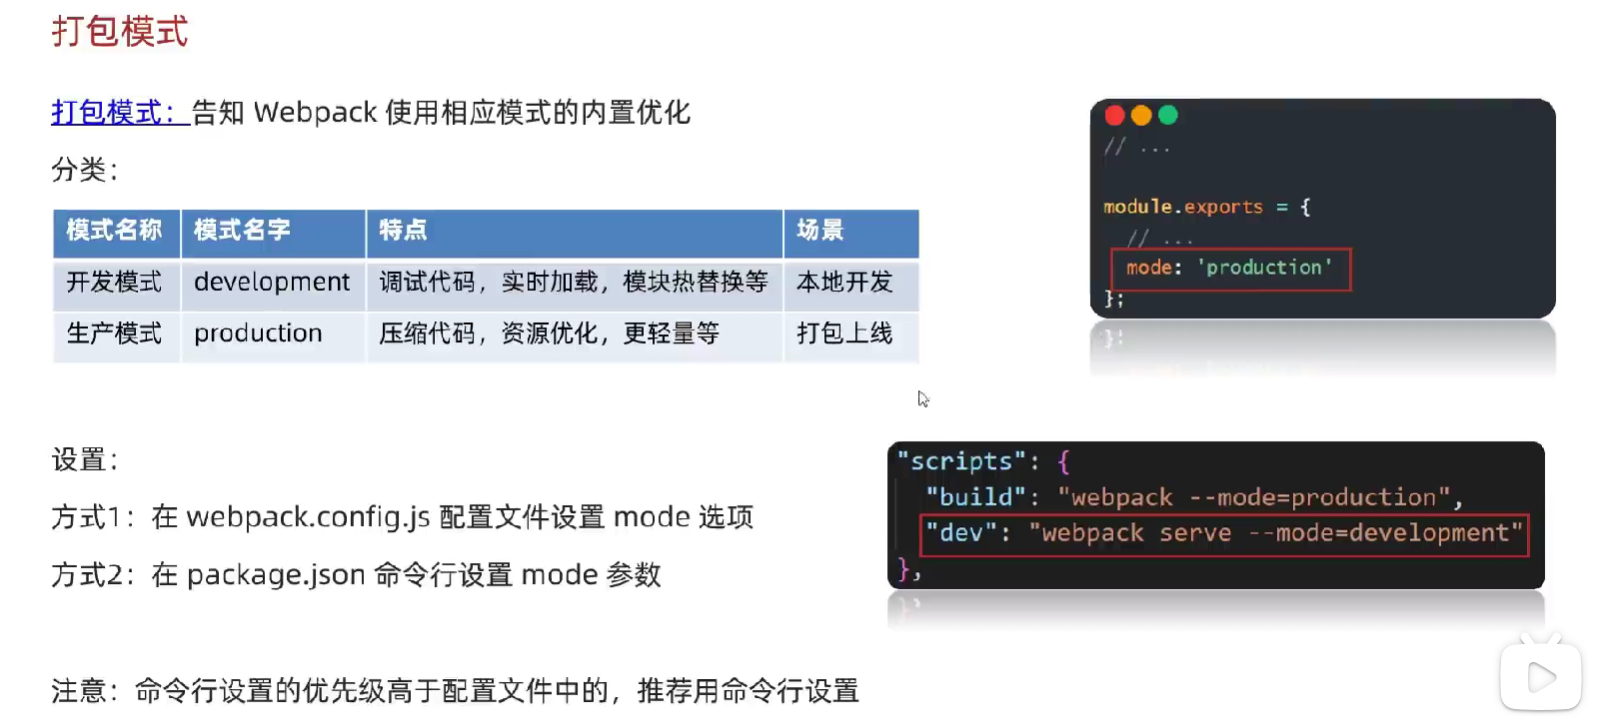 打包模式
打包模式：告知 Webpack 使用相应模式的内置优化
分类：
模式名称 模式名字 特点 场景
开发模式 development 调试代码，实时加载，模块热替换等 本地开发
生产模式 production 压缩代码，资源优化，更轻量等 打包上线
// ...
module.exports = {
// ...
mode: 'production'
};
设置：
方式1：在 webpack.config.js 配置文件设置 mode 选项
方式2：在 package.json 命令行设置 mode 参数
"scripts": {
"build": "webpack --mode=production",
"dev": "webpack serve --mode=development"
},
注意：命令行设置的优先级高于配置文件中的，推荐用命令行设置